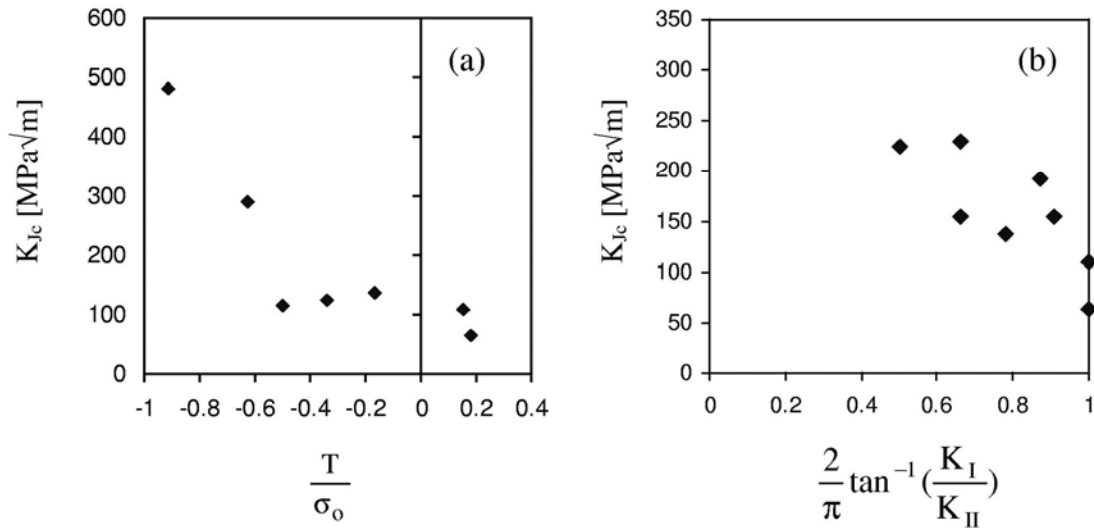 (a)
K_Jc [MPa√m]
600
500
400
300
200
100
0
-1 -0.8 -0.6 -0.4 -0.2 0 0.2 0.4
T
σ_o
(b)
K_Jc [MPa√m]
350
300
250
200
150
100
50
0
0 0.2 0.4 0.6 0.8 1
2/π tan⁻¹(K_I/K_II)